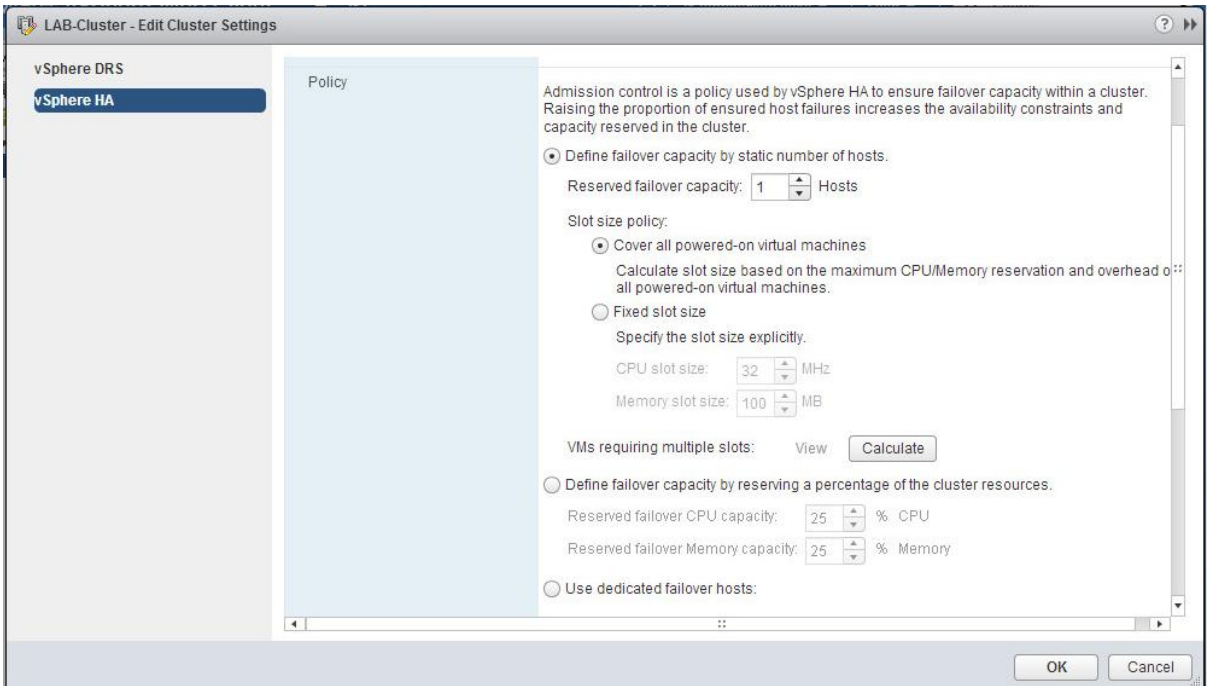 LAB-Cluster - Edit Cluster Settings
?
vSphere DRS
vSphere HA
Policy
Admission control is a policy used by vSphere HA to ensure failover capacity within a cluster.
Raising the proportion of ensured host failures increases the availability constraints and
capacity reserved in the cluster.
Define failover capacity by static number of hosts.
Reserved failover capacity: 1 Hosts
Slot size policy:
Cover all powered-on virtual machines
Calculate slot size based on the maximum CPU/Memory reservation and overhead o
all powered-on virtual machines.
Fixed slot size
Specify the slot size explicitly.
CPU slot size: 32 MHz
Memory slot size: 100 MB
VMs requiring multiple slots: View Calculate
Define failover capacity by reserving a percentage of the cluster resources.
Reserved failover CPU capacity: 25 % CPU
Reserved failover Memory capacity: 25 % Memory
Use dedicated failover hosts:
OK Cancel